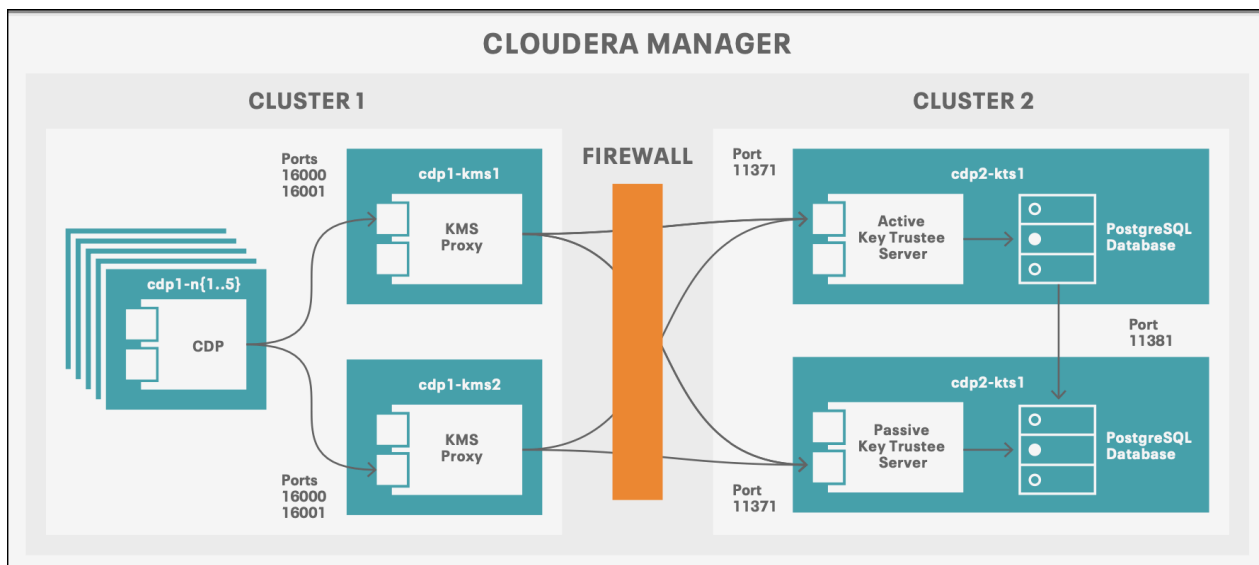 CLOUDERA MANAGER
CLUSTER 1
CLUSTER 2
Ports
16000
16001
cdp1-kms1
KMS
Proxy
FIREWALL
Port
11371
cdp2-kts1
Active
Key Trustee
Server
PostgreSQL
Database
cdp1-n{1..5}
CDP
Port
11381
cdp1-kms2
KMS
Proxy
Ports
16000
16001
cdp2-kts1
Passive
Key Trustee
Server
PostgreSQL
Database
Port
11371